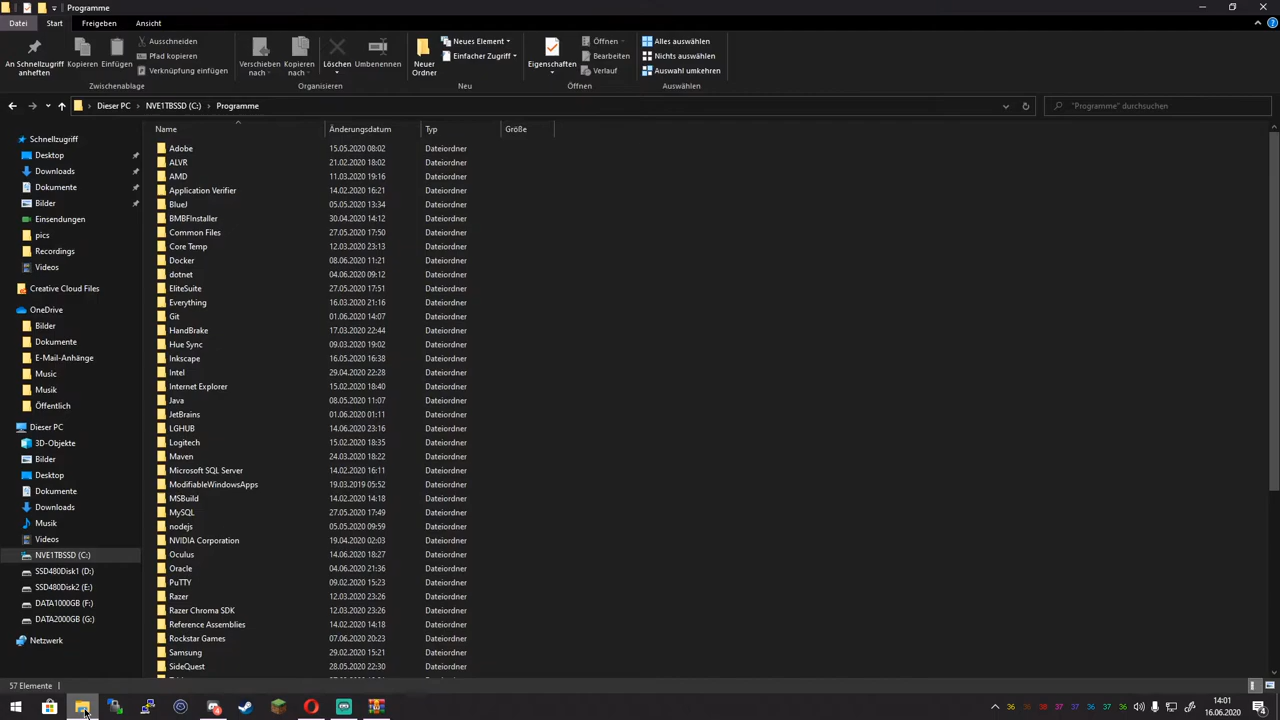 Programme
Datei Start Freigeben Ansicht
An Schnellzugriff anheften
Kopieren
Einfügen
Ausschneiden
Pfad kopieren
Verknüpfung einfügen
Zwischenablage
Verschieben nach
Kopieren nach
Löschen
Umbenennen
Organisieren
Neuer Ordner
Neues Element
Einfacher Zugriff
Neu
Eigenschaften
Öffnen
Bearbeiten
Verlauf
Öffnen
Alles auswählen
Nichts auswählen
Auswahl umkehren
Auswählen
Dieser PC NVE1TBSSD (C:) Programme
"Programme" durchsuchen
Schnellzugriff
Desktop
Downloads
Dokumente
Bilder
Einsendungen
pics
Recordings
Videos
Creative Cloud Files
OneDrive
Bilder
Dokumente
E-Mail-Anhänge
Music
Musik
Öffentlich
Dieser PC
3D-Objekte
Bilder
Desktop
Dokumente
Downloads
Musik
Videos
NVE1TBSSD (C:)
SSD480Disk1 (D:)
SSD480Disk2 (E:)
DATA1000GB (F:)
DATA2000GB (G:)
Netzwerk
Name Änderungsdatum Typ Größe
Adobe 15.05.2020 08:02 Dateiordner
ALVR 21.02.2020 18:02 Dateiordner
AMD 11.03.2020 19:16 Dateiordner
Application Verifier 14.02.2020 16:21 Dateiordner
BlueJ 05.05.2020 13:34 Dateiordner
BMBFInstaller 30.04.2020 14:12 Dateiordner
Common Files 27.05.2020 17:50 Dateiordner
Core Temp 12.03.2020 23:13 Dateiordner
Docker 08.06.2020 11:21 Dateiordner
dotnet 04.06.2020 09:12 Dateiordner
EliteSuite 27.05.2020 17:51 Dateiordner
Everything 16.03.2020 21:16 Dateiordner
Git 01.06.2020 14:07 Dateiordner
HandBrake 17.03.2020 22:44 Dateiordner
Hue Sync 09.03.2020 19:02 Dateiordner
Inkscape 16.05.2020 16:38 Dateiordner
Intel 29.04.2020 22:28 Dateiordner
Internet Explorer 15.02.2020 18:40 Dateiordner
Java 08.05.2020 11:07 Dateiordner
JetBrains 01.06.2020 01:11 Dateiordner
LGHUB 14.06.2020 23:16 Dateiordner
Logitech 15.02.2020 18:35 Dateiordner
Maven 24.03.2020 18:22 Dateiordner
Microsoft SQL Server 14.02.2020 16:11 Dateiordner
ModifiableWindowsApps 19.03.2019 05:52 Dateiordner
MSBuild 14.02.2020 14:18 Dateiordner
MySQL 27.05.2020 17:49 Dateiordner
nodejs 05.05.2020 09:59 Dateiordner
NVIDIA Corporation 19.04.2020 02:03 Dateiordner
Oculus 14.06.2020 18:27 Dateiordner
Oracle 04.06.2020 21:36 Dateiordner
PuTTY 09.02.2020 15:23 Dateiordner
Razer 12.03.2020 23:26 Dateiordner
Razer Chroma SDK 12.03.2020 23:26 Dateiordner
Reference Assemblies 14.02.2020 14:18 Dateiordner
Rockstar Games 07.06.2020 20:23 Dateiordner
Samsung 29.02.2020 15:21 Dateiordner
SideQuest 28.05.2020 22:30 Dateiordner
57 Elemente
36 36 38 37 37 36 37 36
14:01
16.06.2020